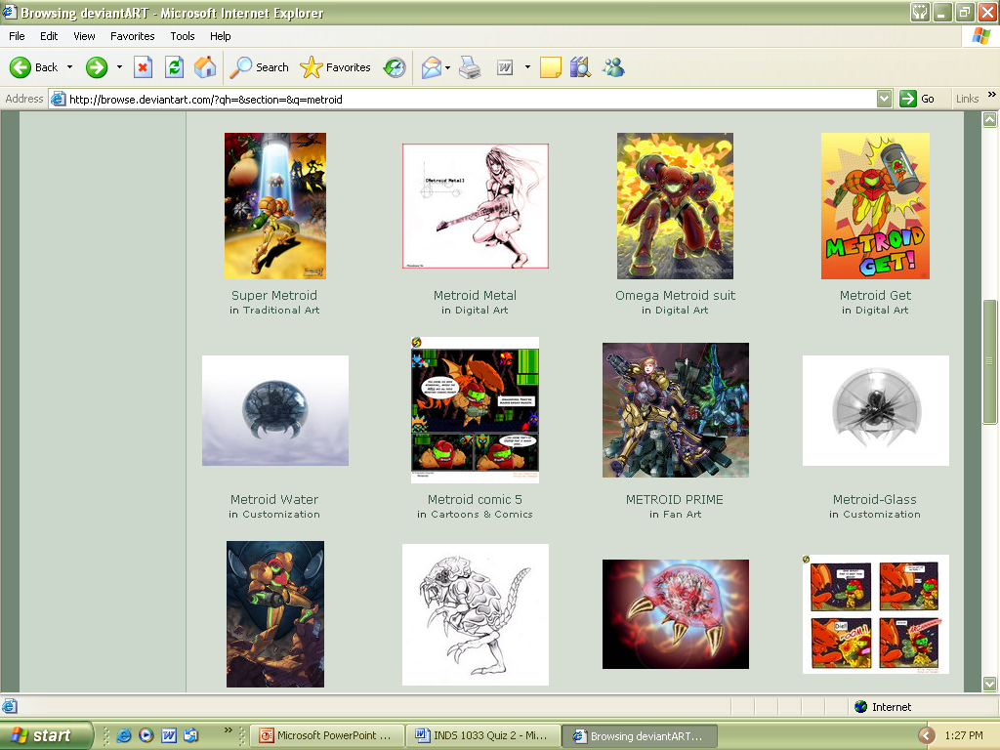 Browsing deviantART - Microsoft Internet Explorer
File Edit View Favorites Tools Help
Back Search Favorites
Address http://browse.deviantart.com/?qh=&section=&q=metroid Go Links »
[Metroid Metal]
METROID
GET!
Super Metroid
in Traditional Art
Metroid Metal
in Digital Art
Omega Metroid suit
in Digital Art
Metroid Get
in Digital Art
Metroid Water
in Customization
Metroid comic 5
in Cartoons & Comics
METROID PRIME
in Fan Art
Metroid-Glass
in Customization
Die!!
Internet
start » Microsoft PowerPoint ... INDS 1033 Quiz 2 - Mi... Browsing deviantART... 1:27 PM